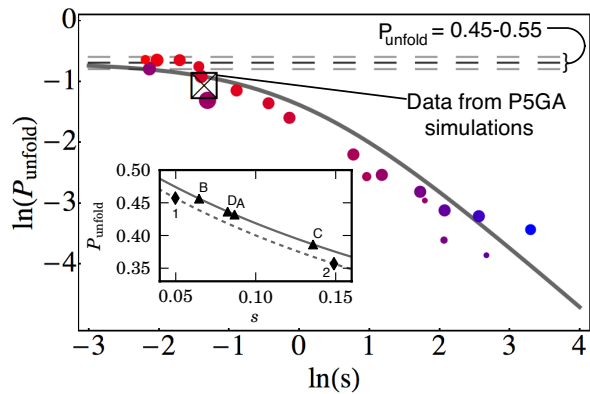 P_unfold = 0.45-0.55
0
−1
−2
−3
−4
ln(P_unfold)
Data from P5GA
simulations
0.50
0.45
0.40
0.35
P_unfold
B
D A
C
1
2
0.05
0.10
0.15
s
−3
−2
−1
0
1
2
3
4
ln(s)